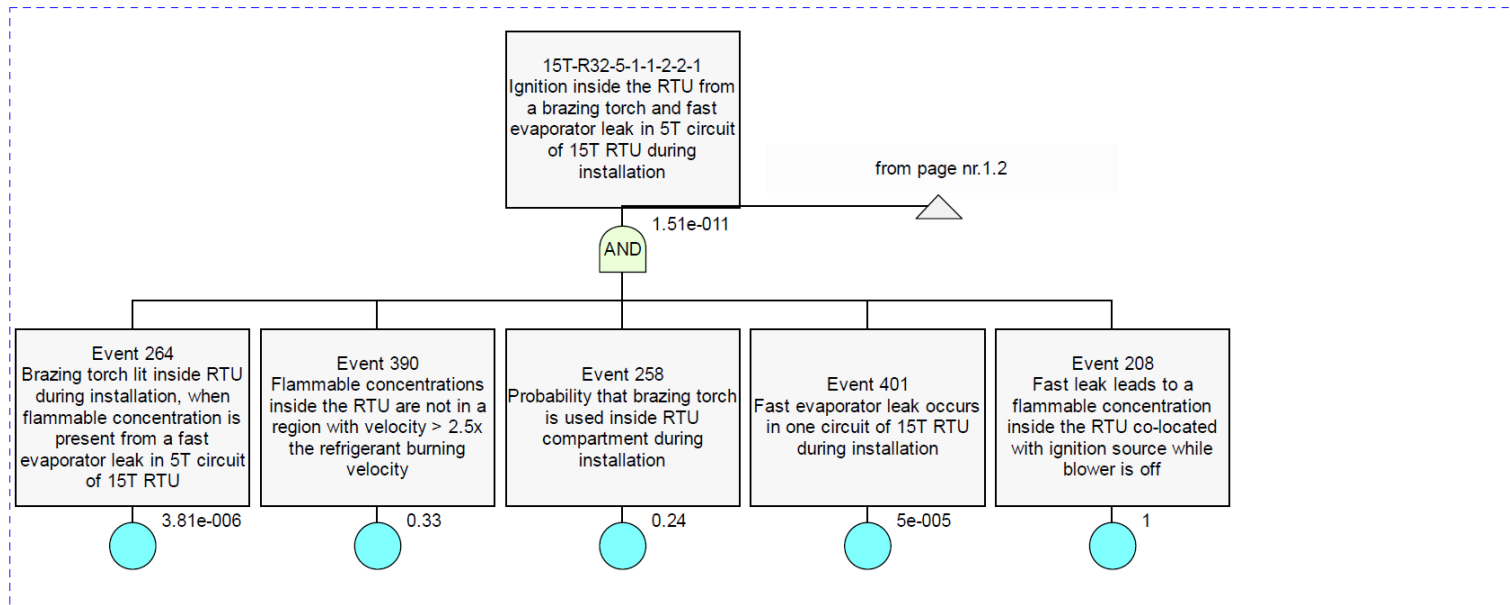 15T-R32-5-1-1-2-2-1
Ignition inside the RTU from
a brazing torch and fast
evaporator leak in 5T circuit
of 15T RTU during
installation
from page nr.1.2
1.51e-011
AND
Event 264
Brazing torch lit inside RTU
during installation, when
flammable concentration is
present from a fast
evaporator leak in 5T circuit
of 15T RTU
3.81e-006
Event 390
Flammable concentrations
inside the RTU are not in a
region with velocity > 2.5x
the refrigerant burning
velocity
0.33
Event 258
Probability that brazing torch
is used inside RTU
compartment during
installation
0.24
Event 401
Fast evaporator leak occurs
in one circuit of 15T RTU
during installation
5e-005
Event 208
Fast leak leads to a
flammable concentration
inside the RTU co-located
with ignition source while
blower is off
1